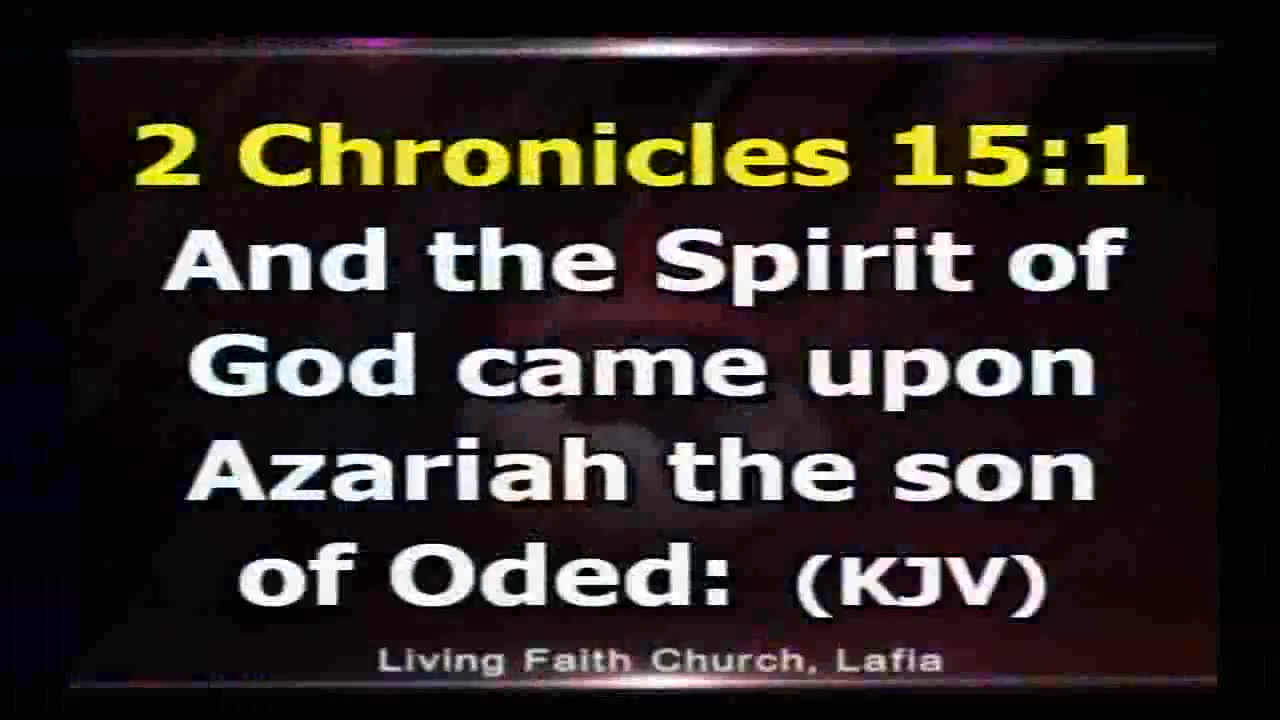 2 Chronicles 15:1
And the Spirit of
God came upon
Azariah the son
of Oded: (KJV)
Living Faith Church, Lafia